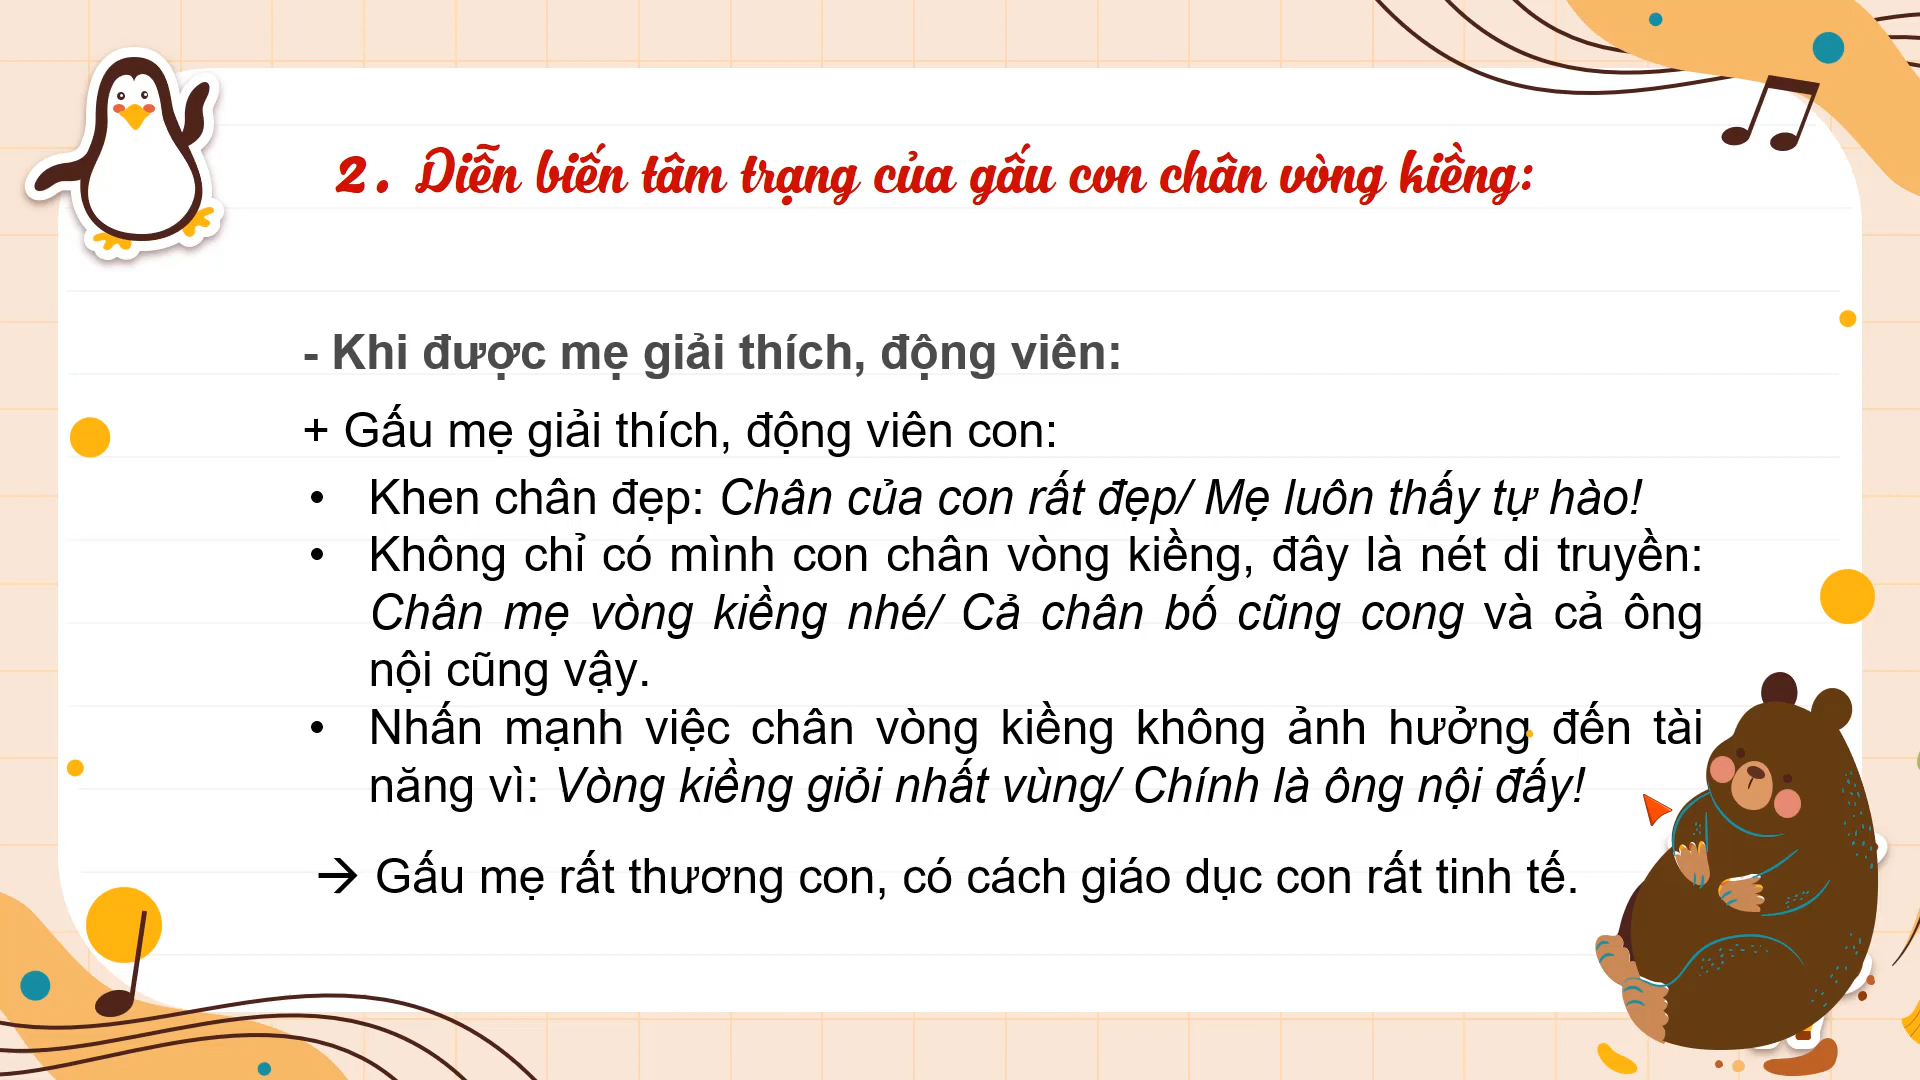 2. Diễn biến tâm trạng của gấu con chân vòng kiềng:
- Khi được mẹ giải thích, động viên:
+ Gấu mẹ giải thích, động viên con:
• Khen chân đẹp: Chân của con rất đẹp/ Mẹ luôn thấy tự hào!
• Không chỉ có mình con chân vòng kiềng, đây là nét di truyền:
Chân mẹ vòng kiềng nhé/ Cả chân bố cũng cong và cả ông
nội cũng vậy.
• Nhấn mạnh việc chân vòng kiềng không ảnh hưởng đến tài
năng vì: Vòng kiềng giỏi nhất vùng/ Chính là ông nội đấy!
→ Gấu mẹ rất thương con, có cách giáo dục con rất tinh tế.